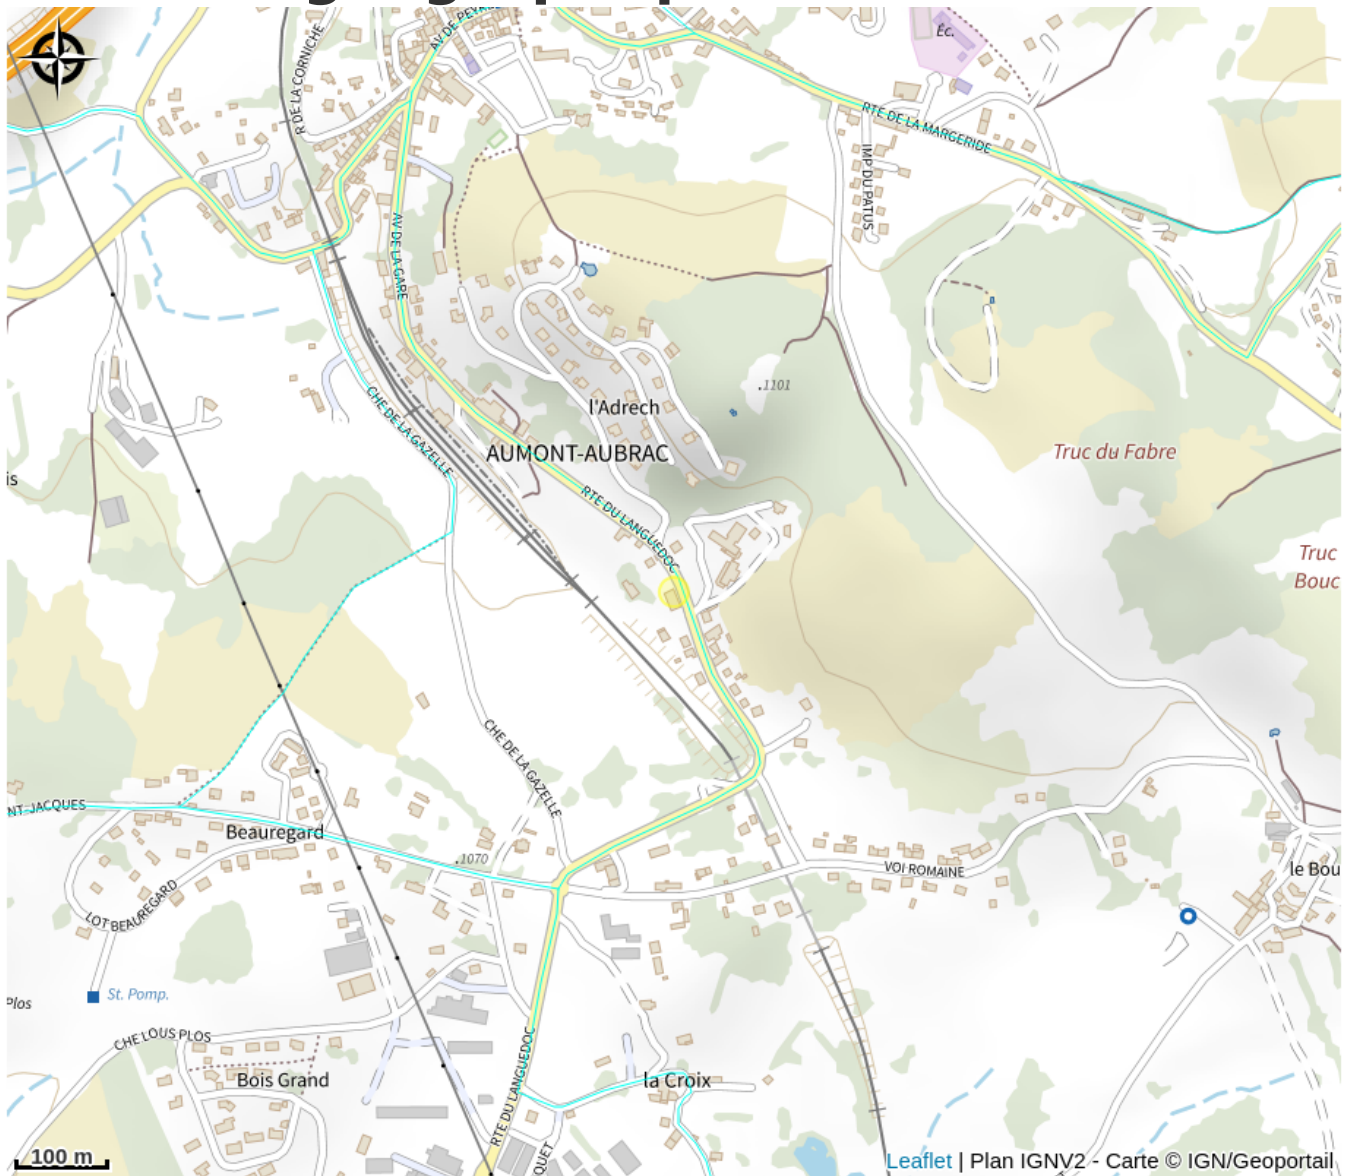 R DE LA CORNICHE
AV DE PEYRE
Éc.
RTE DE LA MARGERIDE
IMP DU PATUS
AV DE LA GARE
CHE DE LA GAZELLE
l'Adrech
.1101
AUMONT-AUBRAC
Truc du Fabre
is
RTE DU LANGUEDOC
Truc
Bouc
CHE DE LA GAZELLE
NT-JACQUES
Beauregard
.1070
VOI ROMAINE
le Bou
LOT BEAUREGARD
St. Pomp.
Plos
CHE LOUS PLOS
RTE DU LANGUEDOC
Bois Grand
la Croix
QUET
100 m
Leaflet | Plan IGNV2 - Carte © IGN/Geoportail